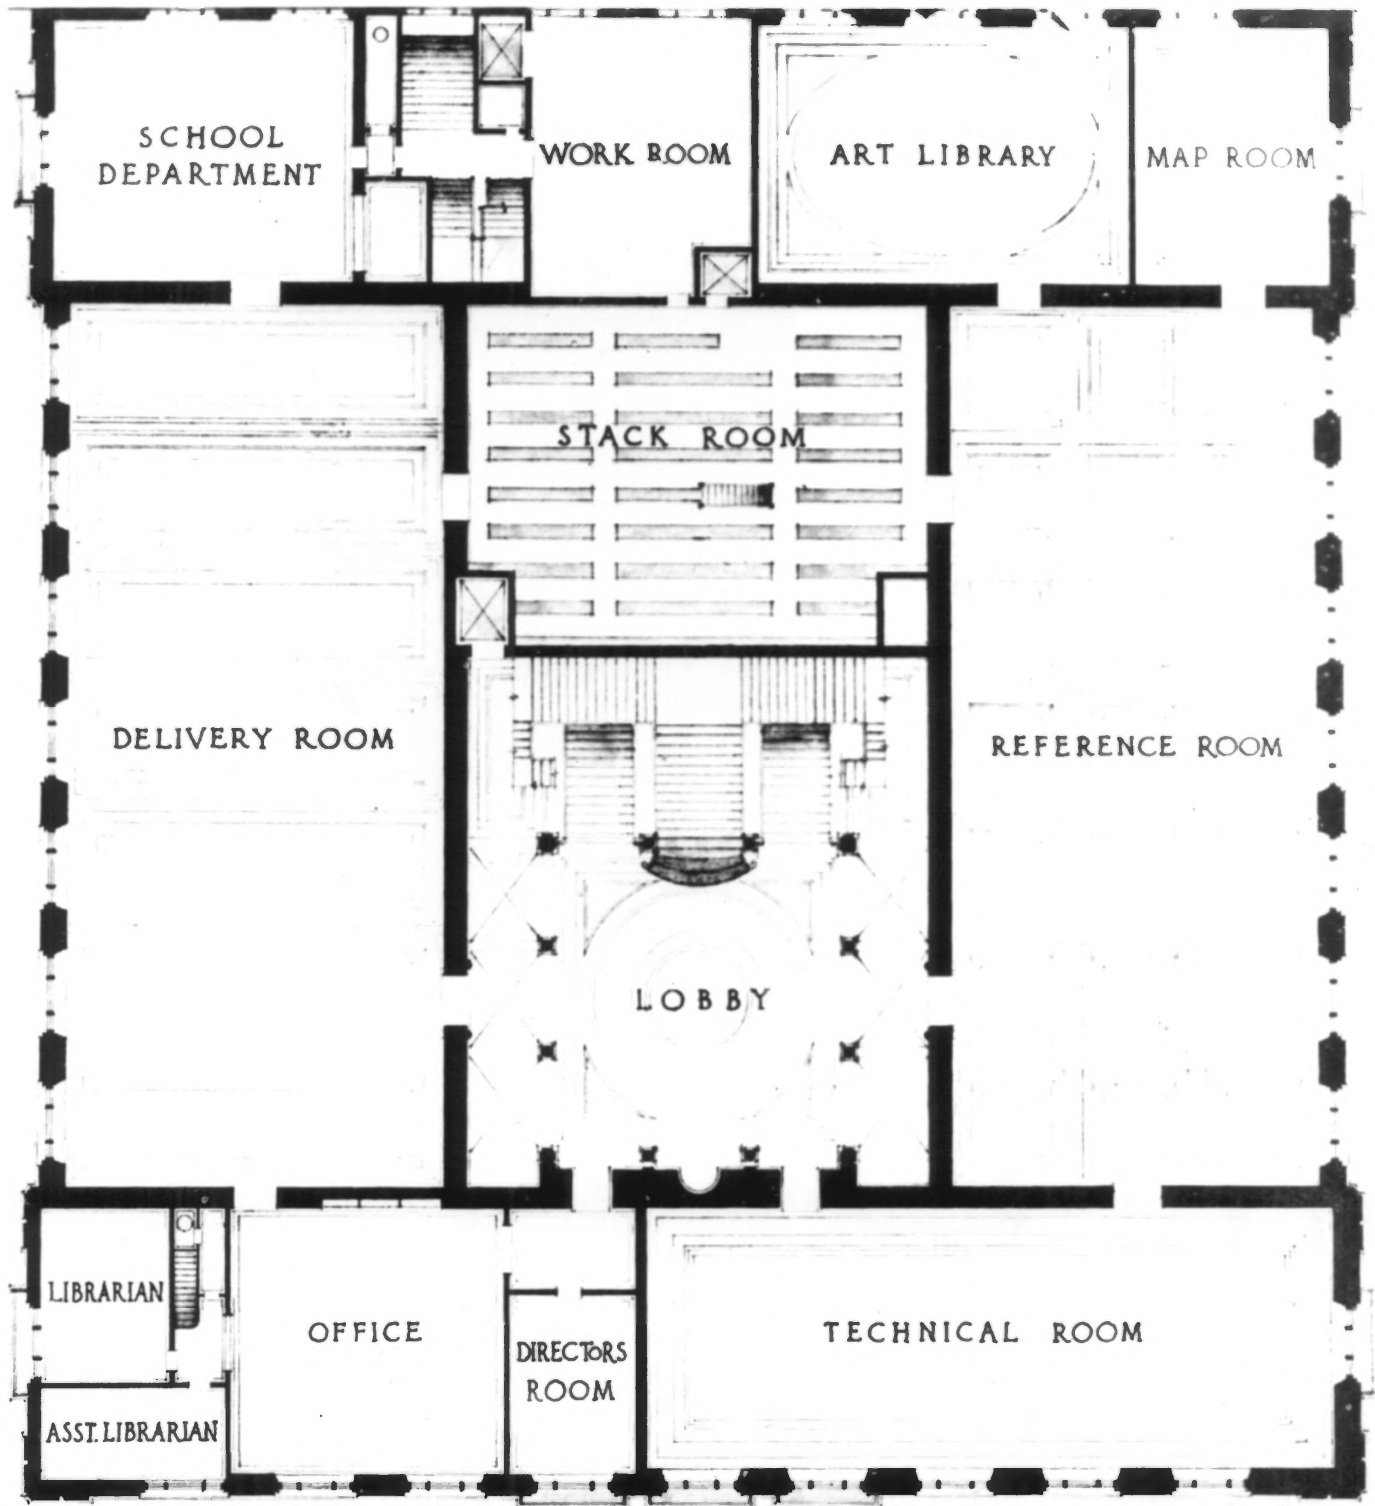 SCHOOL
DEPARTMENT
WORK ROOM
ART LIBRARY
MAP ROOM
STACK ROOM
DELIVERY ROOM
REFERENCE ROOM
LOBBY
LIBRARIAN
OFFICE
DIRECTORS
ROOM
TECHNICAL ROOM
ASST. LIBRARIAN